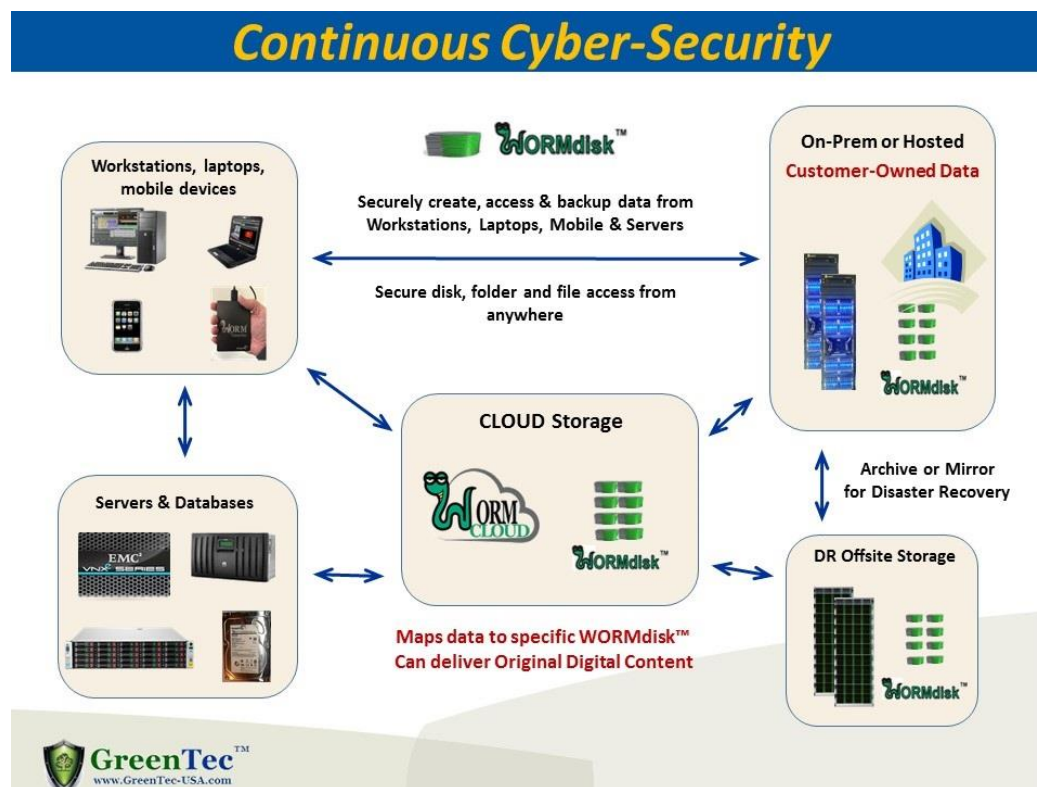 Continuous Cyber-Security
WORMdisk™
Workstations, laptops,
mobile devices
WORM
Securely create, access & backup data from
Workstations, Laptops, Mobile & Servers
Secure disk, folder and file access from
anywhere
On-Prem or Hosted
Customer-Owned Data
WORMdisk™
CLOUD Storage
WORM
CLOUD
WORMdisk™
Servers & Databases
EMC²
VNX SERIES
Archive or Mirror
for Disaster Recovery
DR Offsite Storage
WORMdisk™
Maps data to specific WORMdisk™
Can deliver Original Digital Content
GreenTec™
www.GreenTec-USA.com